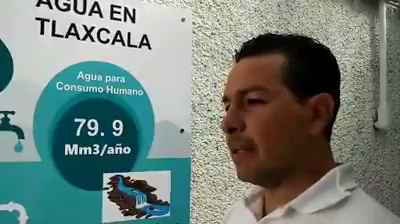 AGUA EN
TLAXCALA
Agua para
Consumo Humano
79. 9
Mm3/año